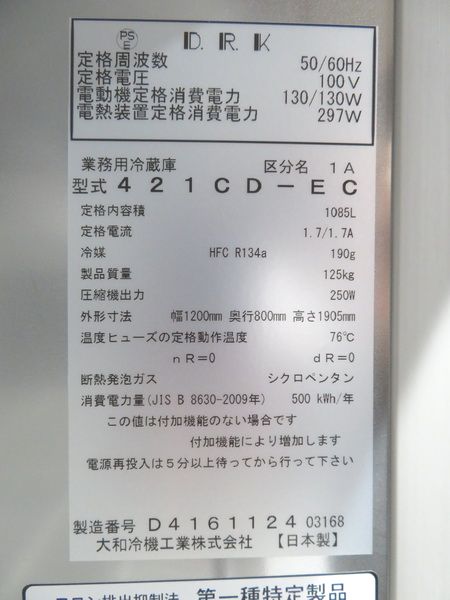 PS
E
D. R. K
定格周波数 50/60Hz
定格電圧 100V
電動機定格消費電力 130/130W
電熱装置定格消費電力 297W
業務用冷蔵庫 区分名 1A
型式 421CD-EC
定格内容積 1085L
定格電流 1.7/1.7A
冷媒 HFC R134a 190g
製品質量 125kg
圧縮機出力 250W
外形寸法 幅1200mm 奥行800mm 高さ1905mm
温度ヒューズの定格動作温度 76℃
nR=0 dR=0
断熱発泡ガス シクロペンタン
消費電力量(JIS B 8630-2009年) 500 kWh/年
この値は付加機能のない場合です
付加機能により増加します
電源再投入は5分以上待ってから行って下さい
製造番号 D4161124 03168
大和冷機工業株式会社 【日本製】
フロン排出抑制法 第一種特定製品